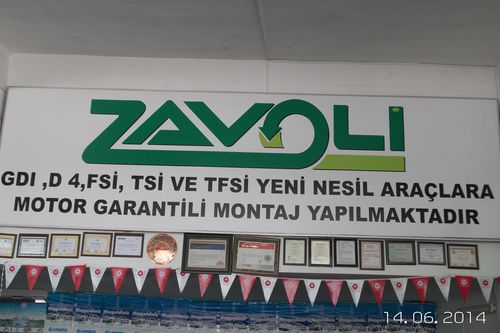 ZAVOLİ
GDI ,D 4,FSİ, TSİ VE TFSİ YENİ NESİL ARAÇLARA
MOTOR GARANTİLİ MONTAJ YAPILMAKTADIR
14.06.2014